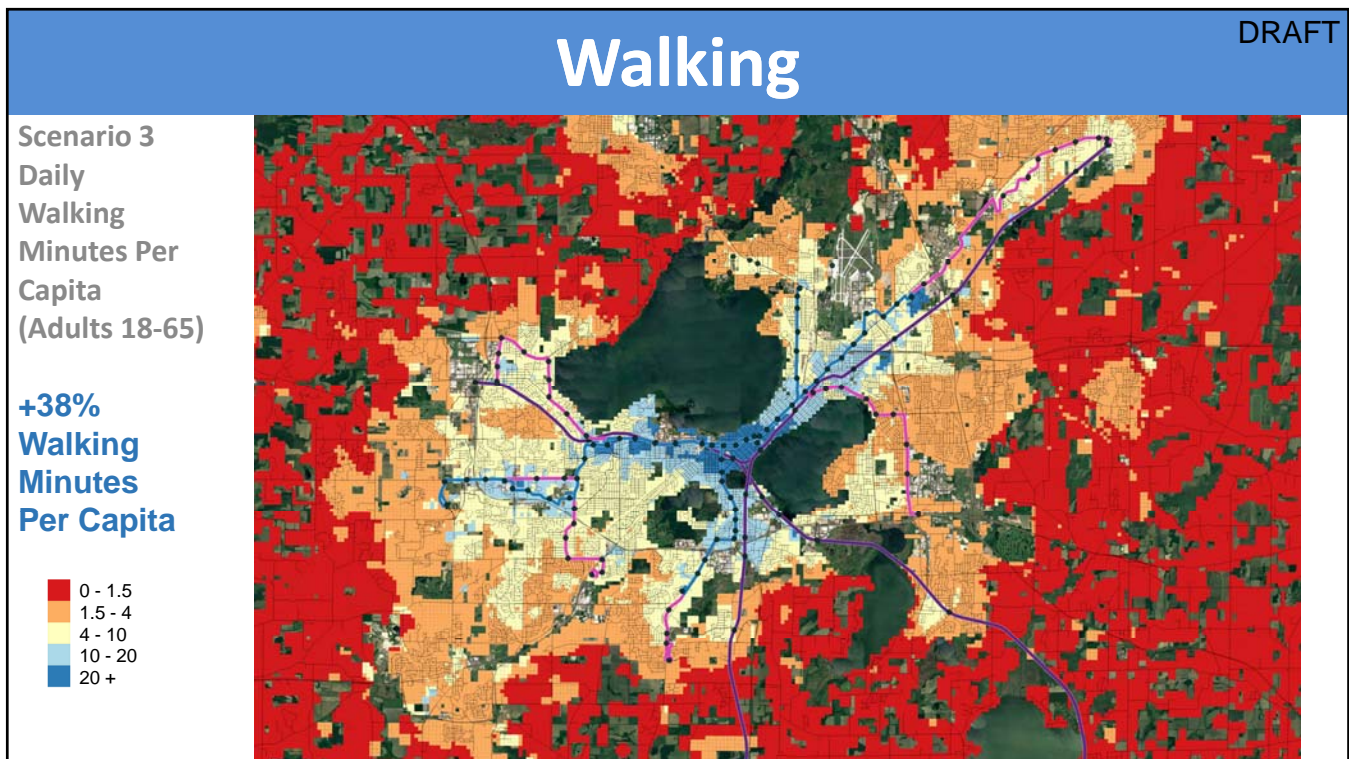 Walking
DRAFT
Scenario 3
Daily
Walking
Minutes Per
Capita
(Adults 18-65)
+38%
Walking
Minutes
Per Capita
0 - 1.5
1.5 - 4
4 - 10
10 - 20
20 +